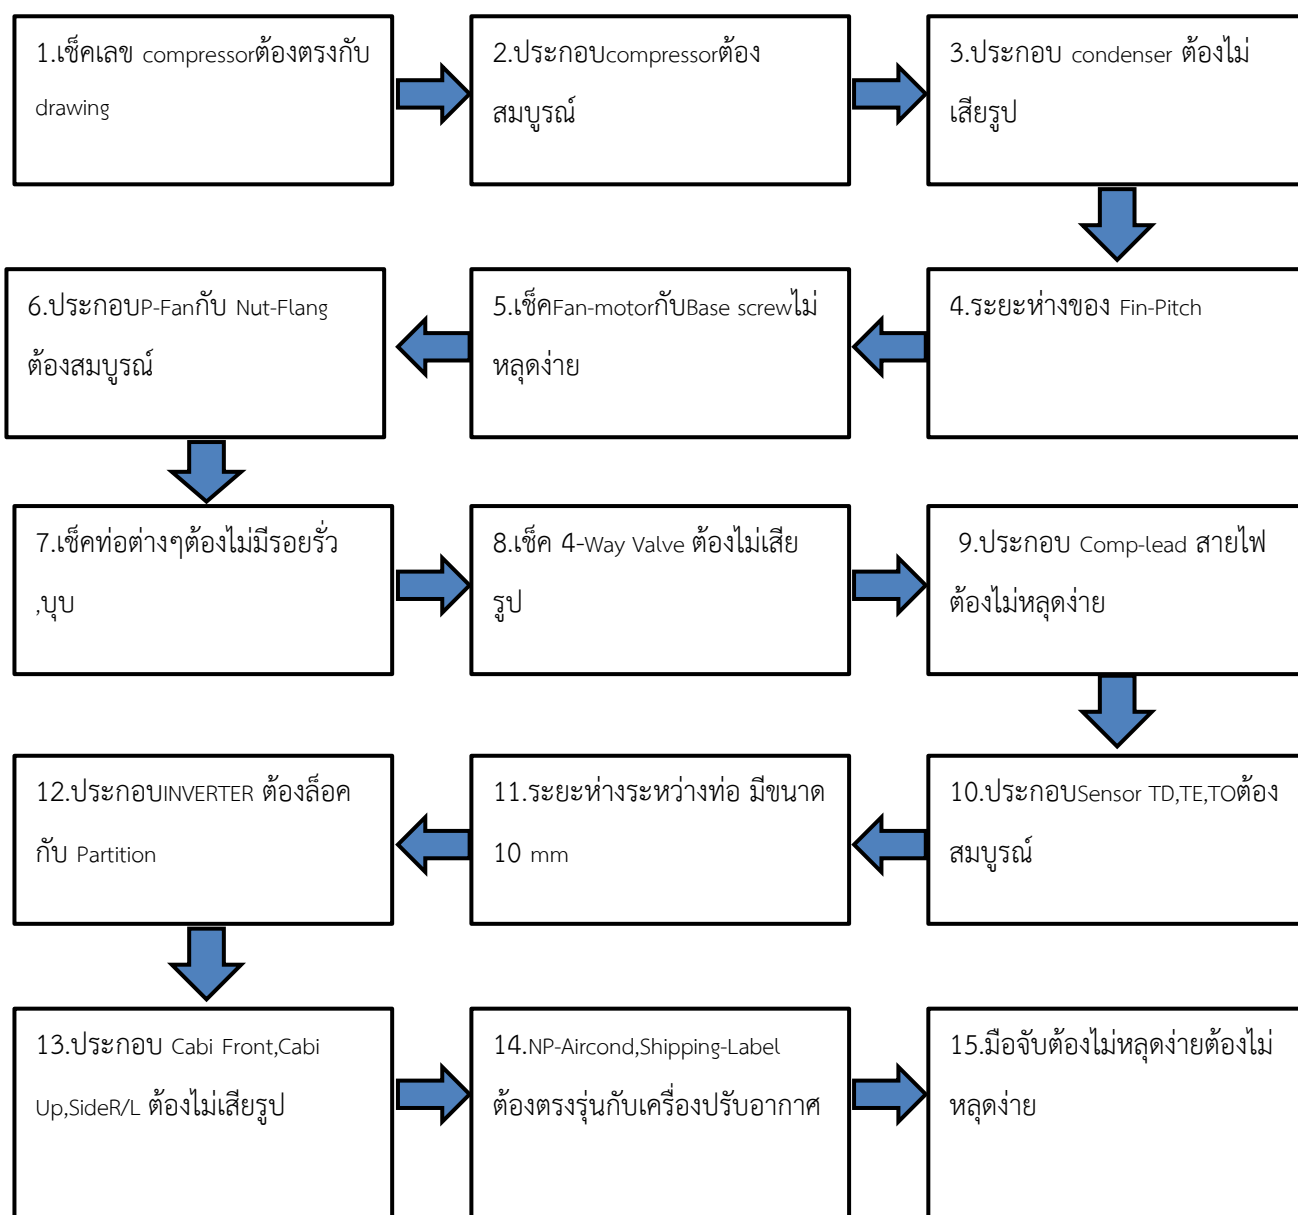 1.เช็คเลข compressorต้องตรงกับ
drawing
2.ประกอบcompressorต้อง
สมบูรณ์
3.ประกอบ condenser ต้องไม่
เสียรูป
4.ระยะห่างของ Fin-Pitch
5.เช็คFan-motorกับBase screwไม่
หลุดง่าย
6.ประกอบP-Fanกับ Nut-Flang
ต้องสมบูรณ์
7.เช็คท่อต่างๆต้องไม่มีรอยรั่ว
,บุบ
8.เช็ค 4-Way Valve ต้องไม่เสีย
รูป
9.ประกอบ Comp-lead สายไฟ
ต้องไม่หลุดง่าย
10.ประกอบSensor TD,TE,TOต้อง
สมบูรณ์
11.ระยะห่างระหว่างท่อ มีขนาด
10 mm
12.ประกอบINVERTER ต้องล็อค
กับ Partition
13.ประกอบ Cabi Front,Cabi
Up,SideR/L ต้องไม่เสียรูป
14.NP-Aircond,Shipping-Label
ต้องตรงรุ่นกับเครื่องปรับอากาศ
15.มือจับต้องไม่หลุดง่ายต้องไม่
หลุดง่าย